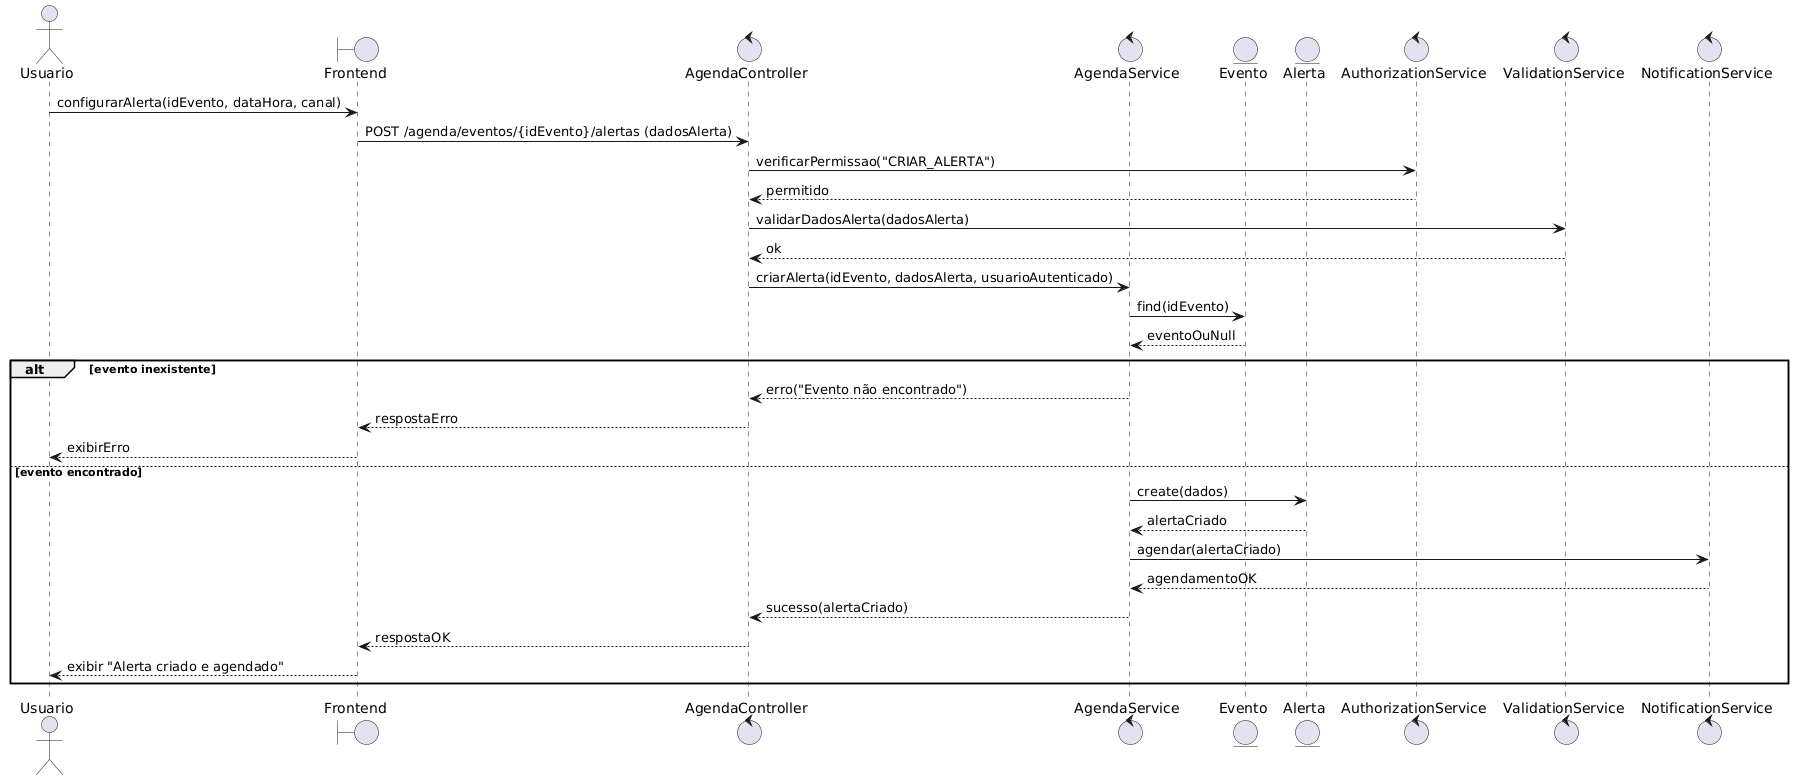 Usuario
Frontend
AgendaController
AgendaService
Evento
Alerta
AuthorizationService
ValidationService
NotificationService
configurarAlerta(idEvento, dataHora, canal)
POST /agenda/eventos/{idEvento}/alertas (dadosAlerta)
verificarPermissao("CRIAR_ALERTA")
permitido
validarDadosAlerta(dadosAlerta)
ok
criarAlerta(idEvento, dadosAlerta, usuarioAutenticado)
find(idEvento)
eventoOuNull
alt [evento inexistente]
erro("Evento não encontrado")
respostaErro
exibirErro
[evento encontrado]
create(dados)
alertaCriado
agendar(alertaCriado)
agendamentoOK
sucesso(alertaCriado)
respostaOK
exibir "Alerta criado e agendado"
Usuario
Frontend
AgendaController
AgendaService
Evento
Alerta
AuthorizationService
ValidationService
NotificationService